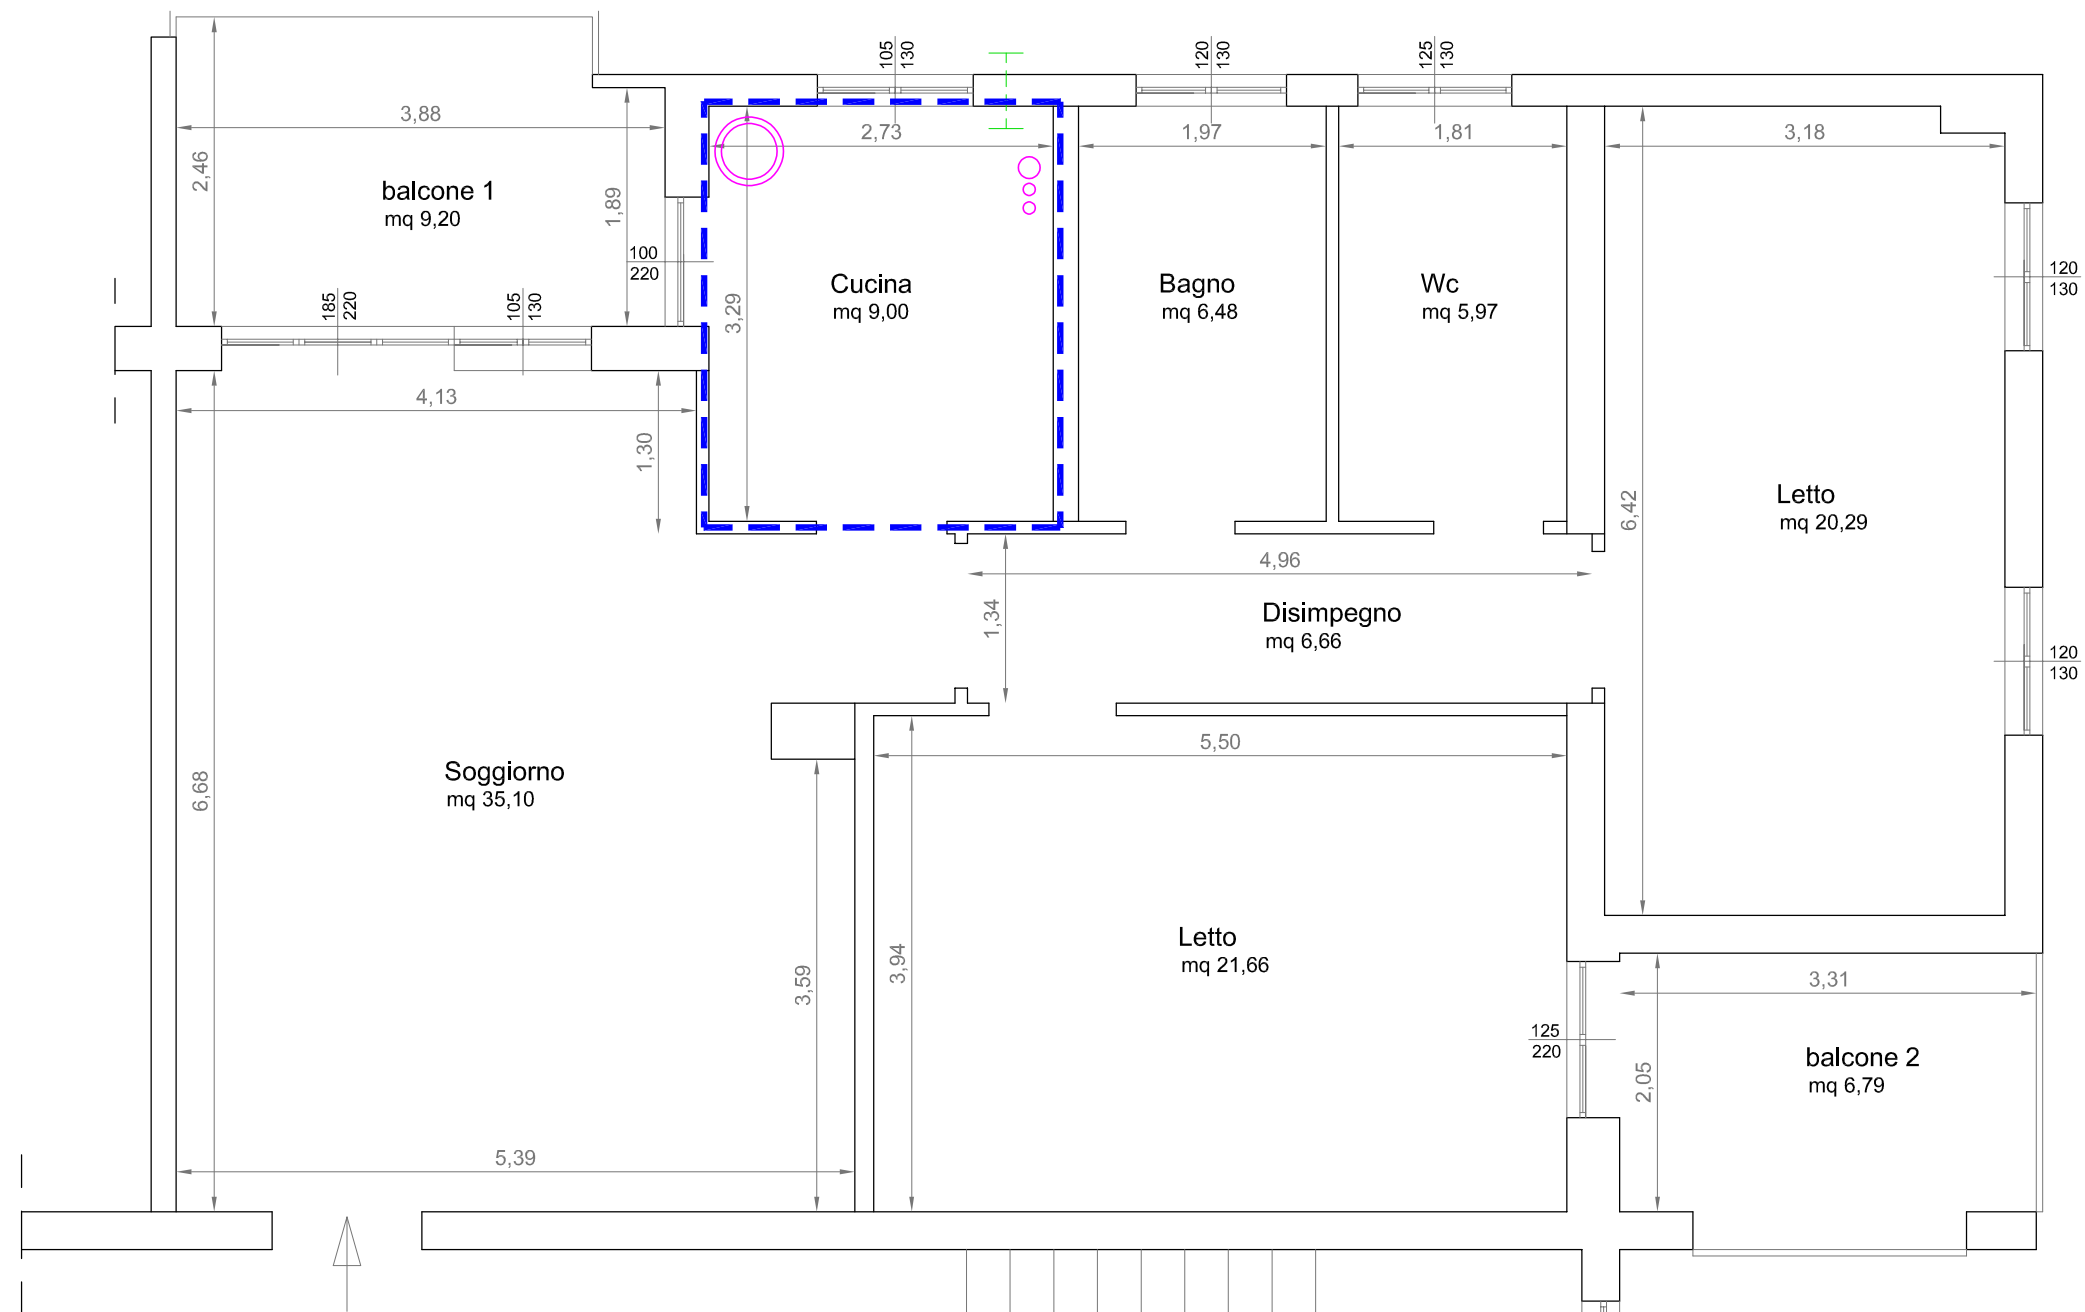 105
130
120
130
125
130
3,88
2,73
1,97
1,81
3,18
2,46
balcone 1
mq 9,20
1,89
100
220
120
130
Cucina
mq 9,00
Bagno
mq 6,48
Wc
mq 5,97
185
220
105
130
3,29
4,13
1,30
6,42
Letto
mq 20,29
4,96
1,34
Disimpegno
mq 6,66
120
130
5,50
Soggiorno
mq 35,10
6,68
3,59
3,94
Letto
mq 21,66
3,31
125
220
2,05
balcone 2
mq 6,79
5,39